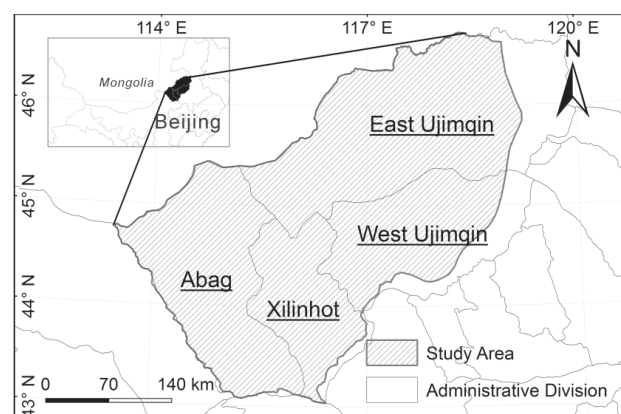 114° E 117° E 120° E
Mongolia
Beijing
N
46° N
East Ujimqin
45° N
West Ujimqin
Abag
44° N
Xilinhot
Study Area
0 70 140 km
Administrative Division
43° N